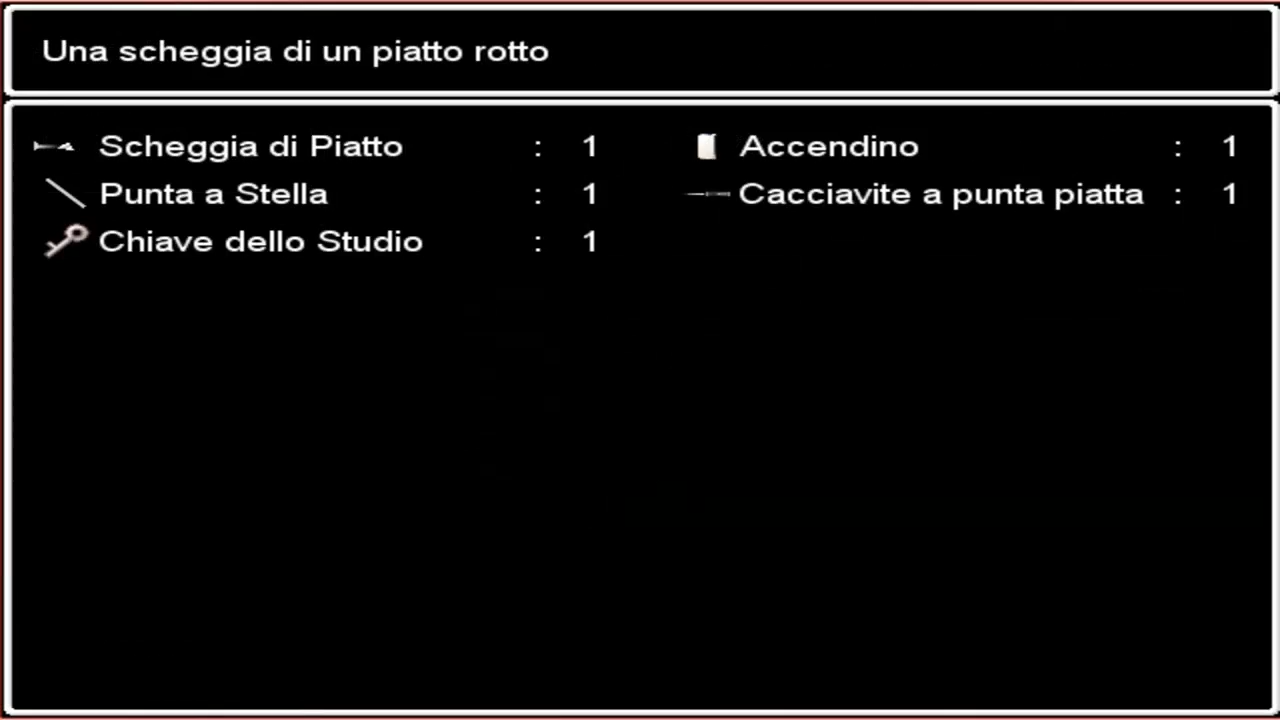 Una scheggia di un piatto rotto
Scheggia di Piatto : 1 Accendino : 1
Punta a Stella : 1 Cacciavite a punta piatta : 1
Chiave dello Studio : 1